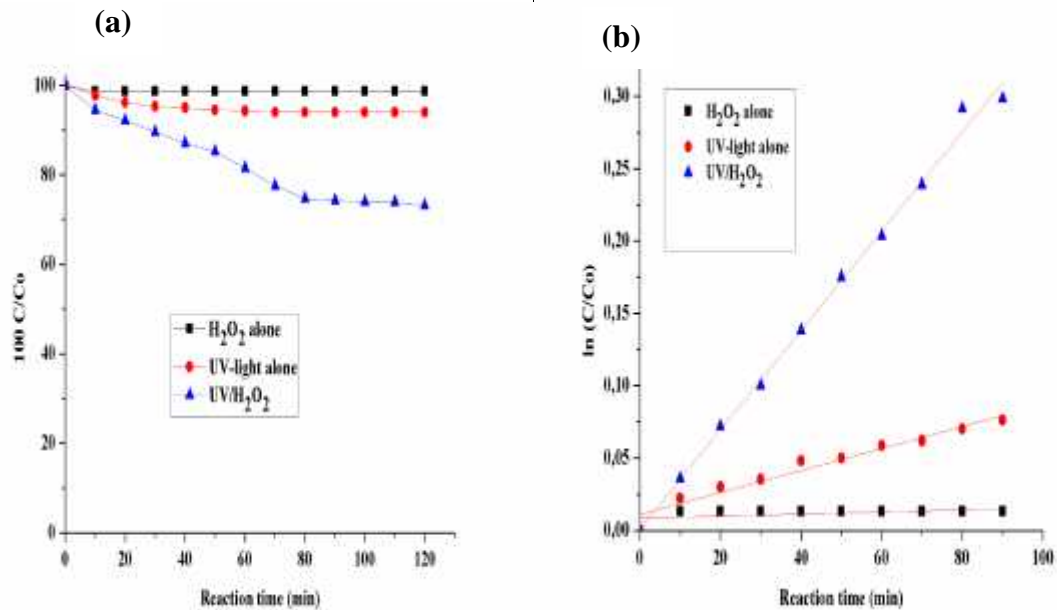 (a)
100
80
60
40
20
0
100 C/Co
H2O2 alone
UV-light alone
UV/H2O2
0 20 40 60 80 100 120
Reaction time (min)
(b)
0,30
0,25
0,20
0,15
0,10
0,05
0,00
ln (C/Co)
H2O2 alone
UV-light alone
UV/H2O2
0 20 40 60 80 100
Reaction time (min)